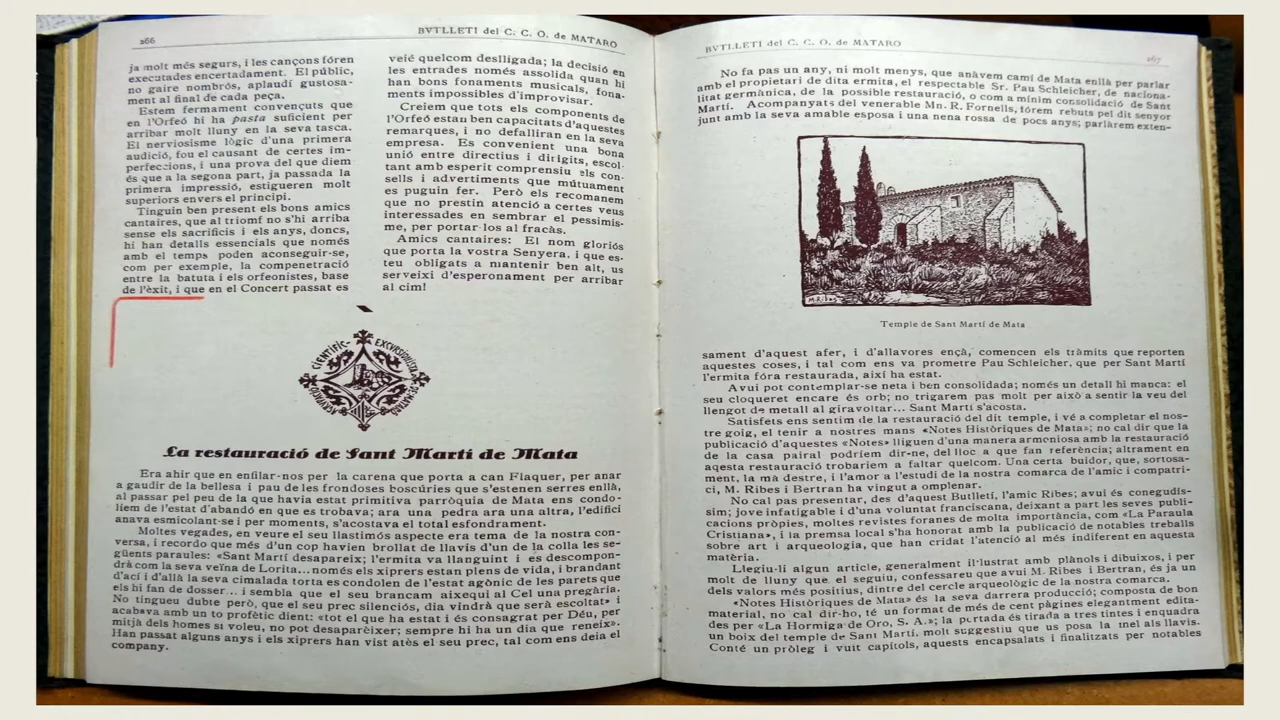 266
BVTLLETI del C. C. O. de MATARO
ja molt més segurs, i les cançons fóren
executades encertadament. El públic,
no gaire nombrós, aplaudí gustosa-
ment al final de cada peça.
Estem fermament convençuts que
en l'Orfeó hi ha pasta suficient per
arribar molt lluny en la seva tasca.
El nerviosisme lògic d'una primera
audició, fou el causant de certes im-
perfeccions, i una prova del que diem
és que a la segona part, ja passada la
primera impressió, estigueren molt
superiors envers el principi.
Tinguin ben present els bons amics
cantaires, que al triomf no s'hi arriba
sense els sacrificis i els anys, doncs,
hi han detalls essencials que només
amb el temps poden aconseguir-se,
com per exemple, la compenetració
entre la batuta i els orfeonistes, base
de l'èxit, i que en el Concert passat es
veié quelcom deslligada; la decisió en
les entrades només assolida quan hi
han bons fonaments musicals, fona-
ments impossibles d'improvisar.
Creiem que tots els components de
l'Orfeó estan ben capacitats d'aquestes
remarques, i no defalliran en la seva
empresa. Es convenient una bona
unió entre directius i dirigits, escol-
tant amb esperit comprensiu els con-
sells i advertiments que mútuament
es puguin fer. Però els recomanem
que no prestin atenció a certes veus
interessades en sembrar el pessimis-
me, per portar-los al fracàs.
Amics cantaires: El nom gloriós
que porta la vostra Senyera, i que es-
teu obligats a mantenir ben alt, us
serveixi d'esperonament per arribar
al cim!
CIENTIFIC- EXCURSIONISTA
La restauració de Sant Martí de Mata
Era ahir que en enfilar-nos per la carena que porta a can Flaquer, per anar
a gaudir de la bellesa i pau de les frondoses boscúries que s'estenen serres enllà,
al passar pel peu de la que havia estat primitiva parròquia de Mata ens condo-
líem de l'estat d'abandó en que es trobava; ara una pedra ara una altra, l'edifici
anava esmicolant-se i per moments, s'acostava el total esfondrament.
Moltes vegades, en veure el seu llastimós aspecte era tema de la nostra con-
versa, i recordo que més d'un cop havien brollat de llavis d'un de la colla les se-
güents paraules: «Sant Martí desapareix; l'ermita va llanguint i es descompon-
drà com la seva veïna de Lorita... només els xiprers estan plens de vida, i brandant
d'ací i d'allà la seva cimalada torta es condolen de l'estat agònic de les parets que
els hi fan de dosser... i sembla que el seu brancam aixequi al Cel una pregària.
No tingueu dubte però, que el seu prec silenciós, dia vindrà que serà escoltat» i
acabava amb un to profètic dient: «tot el que ha estat i és consagrat per Déu, per
mitjà dels homes si voleu, no pot desaparèixer; sempre hi ha un dia que reneix».
Han passat alguns anys i els xiprers han vist atès el seu prec, tal com ens deia el
company.
BVTLLETI del C. C. O. de MATARO
267
No fa pas un any, ni molt menys, que anàvem camí de Mata enllà per parlar
amb el propietari de dita ermita, el respectable Sr. Pau Schleicher, de naciona-
litat germànica, de la possible restauració, o com a mínim consolidació de Sant
Martí. Acompanyats del venerable Mn. R. Fornells, fórem rebuts pel dit senyor
junt amb la seva amable esposa i una nena rossa de pocs anys; parlàrem exten-
M. Ribas
Temple de Sant Martí de Mata
sament d'aquest afer, i d'allavores ençà, comencen els tràmits que reporten
aquestes coses, i tal com ens va prometre Pau Schleicher, que per Sant Martí
l'ermita fóra restaurada, així ha estat.
Avui pot contemplar-se neta i ben consolidada; només un detall hi manca: el
seu cloqueret encare és orb; no trigarem pas molt per això a sentir la veu del
llengot de metall al giravoltar... Sant Martí s'acosta.
Satisfets ens sentim de la restauració del dit temple, i vé a completar el nos-
tre goig, el tenir a nostres mans «Notes Històriques de Mata»; no cal dir que la
publicació d'aquestes «Notes» lliguen d'una manera armoniosa amb la restauració
de la casa pairal podríem dir-ne, del lloc a que fan referència; altrament en
aqesta restauració trobariem a faltar quelcom. Una certa buidor, que, sortosa-
ment, la mà destre, i l'amor a l'estudi de la nostra comarca de l'amic i compatri-
ci, M. Ribes i Bertran ha vingut a omplenar.
No cal pas presentar, des d'aquest Butlletí, l'amic Ribes; avui és conegudís-
sim; jove infatigable i d'una voluntat franciscana, deixant a part les seves publi-
cacions pròpies, moltes revistes foranes de molta importància, com «La Paraula
Cristiana», i la premsa local s'ha honorat amb la publicació de notables treballs
sobre art i arqueologia, que han cridat l'atenció al més indiferent en aquesta
matèria.
Llegiu-li algun article, generalment il·lustrat amb plànols i dibuixos, i per
molt de lluny que el seguiu, confessareu que avui M. Ribes i Bertran, és ja un
dels valors més positius, dintre del cercle arqueològic de la nostra comarca.
«Notes Històriques de Mata» és la seva darrera producció; composta de bon
material, no cal dir-ho, té un format de més de cent pàgines elegantment edita-
des per «La Hormiga de Oro, S. A.»; la portada és tirada a tres tintes i enquadra
un boix del temple de Sant Martí, molt suggestiu que us posa la mel als llavis.
Conté un pròleg i vuit capítols, aquests encapsalats i finalitzats per notables